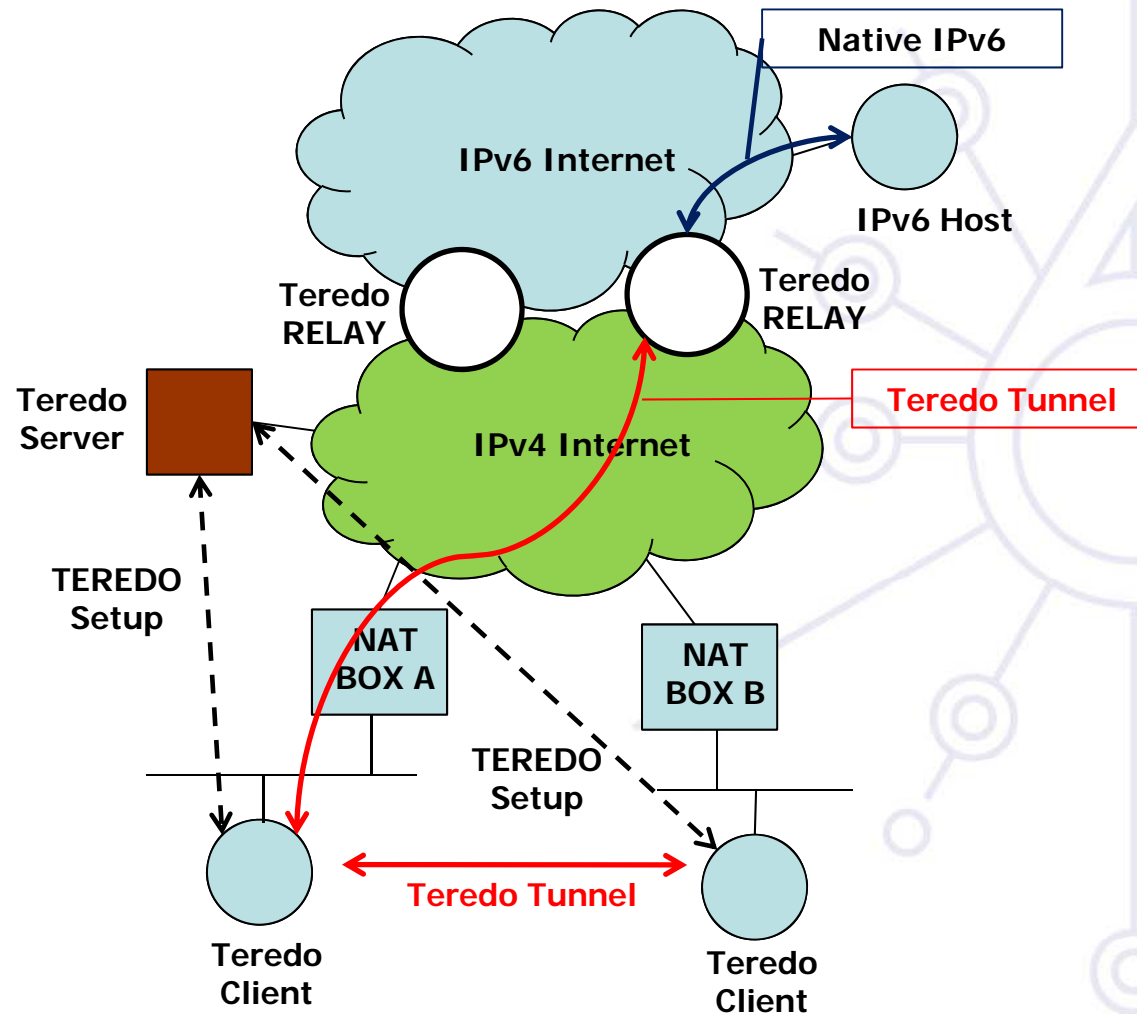 Native IPv6
IPv6 Internet
IPv6 Host
Teredo
RELAY
Teredo
RELAY
Teredo
Server
Teredo Tunnel
IPv4 Internet
TEREDO
Setup
NAT
BOX A
NAT
BOX B
TEREDO
Setup
Teredo Tunnel
Teredo
Client
Teredo
Client